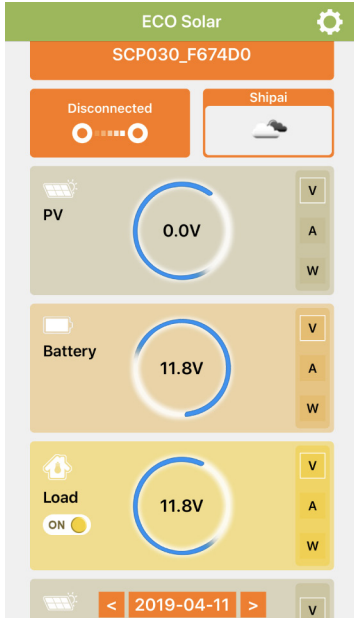 ECO Solar
SCP030_F674D0
Disconnected
Shipai
PV
0.0V
V
A
W
Battery
11.8V
V
A
W
Load
ON
11.8V
V
A
W
< 2019-04-11 >
V